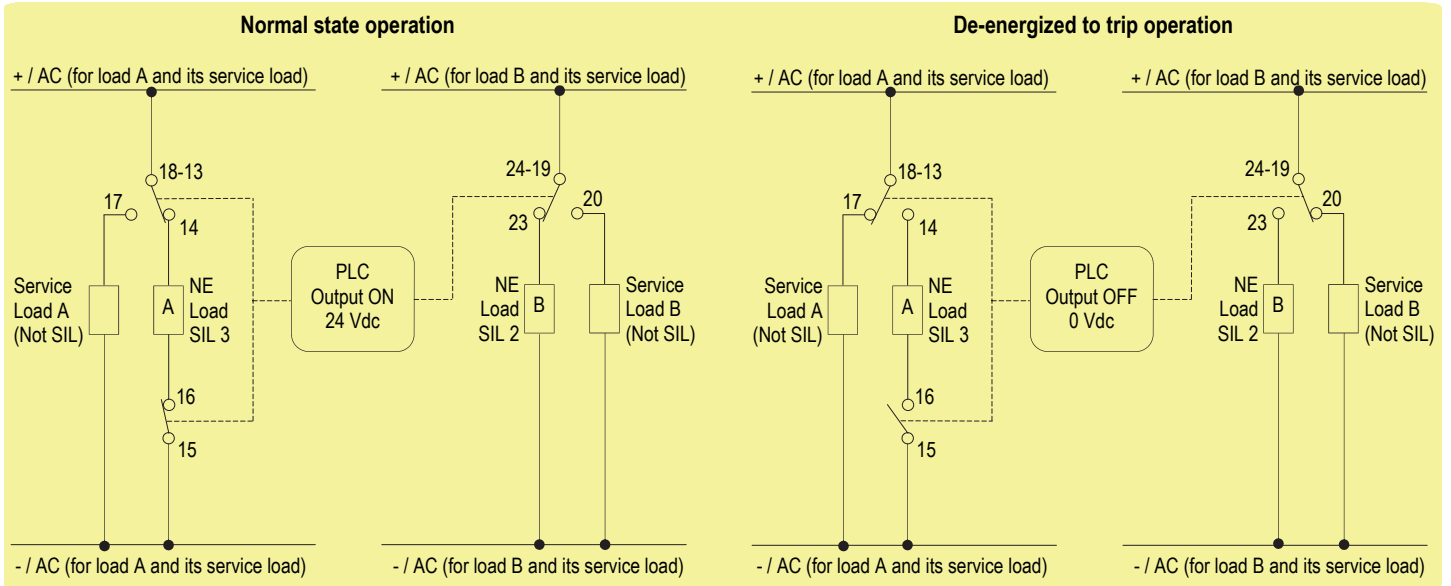 Normal state operation
+ / AC (for load A and its service load)
+ / AC (for load B and its service load)
18-13
17
14
24-19
20
23
Service
Load A
(Not SIL)
A
NE
Load
SIL 3
PLC
Output ON
24 Vdc
NE
Load
SIL 2
B
Service
Load B
(Not SIL)
16
15
- / AC (for load A and its service load)
- / AC (for load B and its service load)
De-energized to trip operation
+ / AC (for load A and its service load)
+ / AC (for load B and its service load)
18-13
17
14
24-19
20
23
Service
Load A
(Not SIL)
A
NE
Load
SIL 3
PLC
Output OFF
0 Vdc
NE
Load
SIL 2
B
Service
Load B
(Not SIL)
16
15
- / AC (for load A and its service load)
- / AC (for load B and its service load)